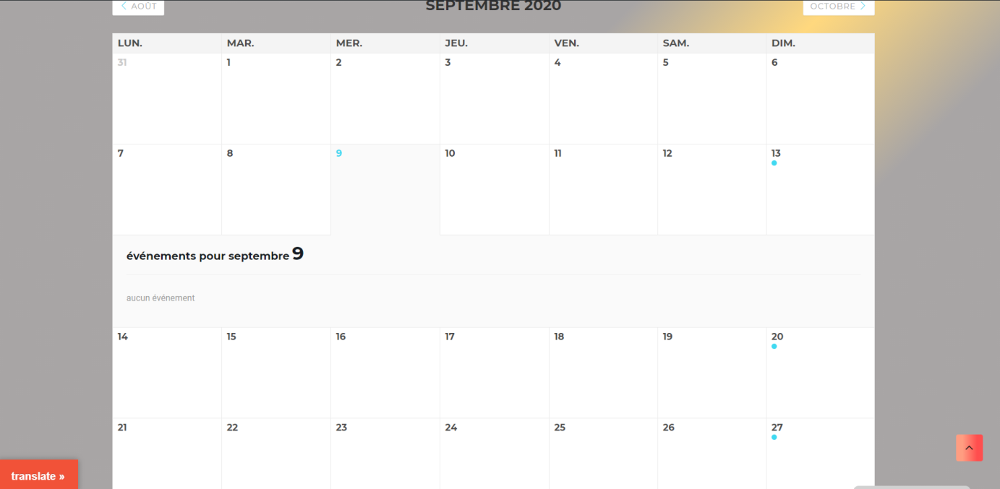 AOÛT
SEPTEMBRE 2020
OCTOBRE
LUN. MAR. MER. JEU. VEN. SAM. DIM.
31 1 2 3 4 5 6
7 8 9 10 11 12 13
événements pour septembre 9
aucun événement
14 15 16 17 18 19 20
21 22 23 24 25 26 27
translate »